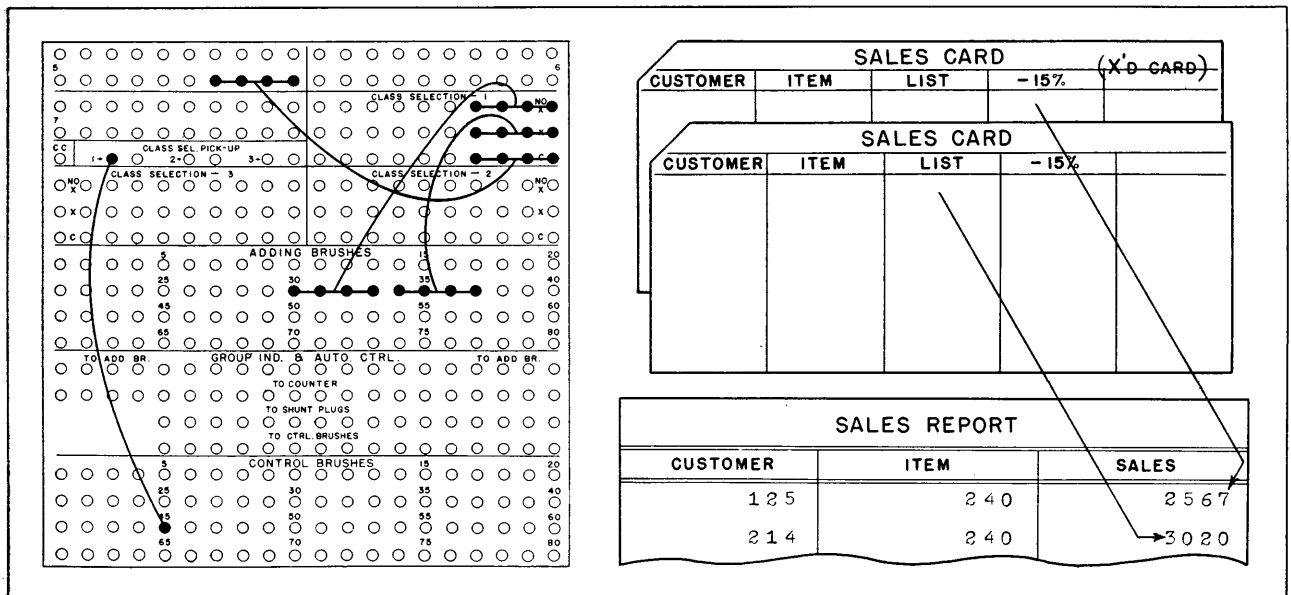 5 6
CLASS SELECTION - 1 NO X
7 X
CC CLASS SEL. PICK-UP
1- 2- 3- C
CLASS SELECTION - 3 CLASS SELECTION - 2
NO X NO X
X X
C C
5 ADDING BRUSHES 15 20
25 30 35 40
45 50 55 60
65 70 75 80
TO ADD BR. GROUP IND. & AUTO. CTRL. TO ADD BR.
TO COUNTER
TO SHUNT PLUGS
TO CTRL. BRUSHES
5 CONTROL BRUSHES 15 20
25 30 35 40
45 50 55 60
65 70 75 80
SALES CARD (X'D CARD)
CUSTOMER ITEM LIST -15%
SALES CARD
CUSTOMER ITEM LIST -15%
SALES REPORT
CUSTOMER ITEM SALES
125 240 2567
214 240 3020